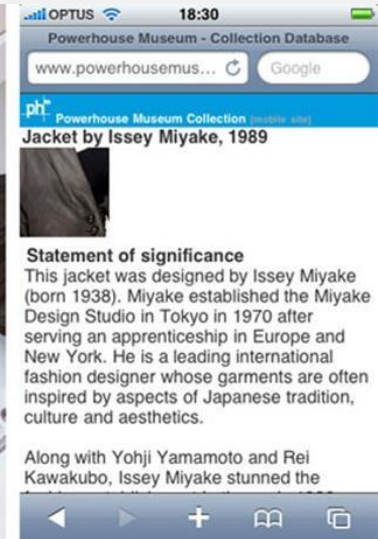 OPTUS 18:30
Powerhouse Museum - Collection Database
www.powerhousemus... Google
ph"
Powerhouse Museum Collection [mobile site]
Jacket by Issey Miyake, 1989
Statement of significance
This jacket was designed by Issey Miyake
(born 1938). Miyake established the Miyake
Design Studio in Tokyo in 1970 after
serving an apprenticeship in Europe and
New York. He is a leading international
fashion designer whose garments are often
inspired by aspects of Japanese tradition,
culture and aesthetics.
Along with Yohji Yamamoto and Rei
Kawakubo, Issey Miyake stunned the